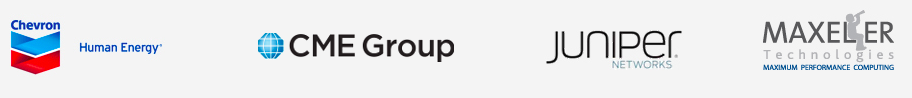 Chevron
Human Energy®
CME Group
JUNIPER®
NETWORKS
MAXELER
Technologies
MAXIMUM PERFORMANCE COMPUTING